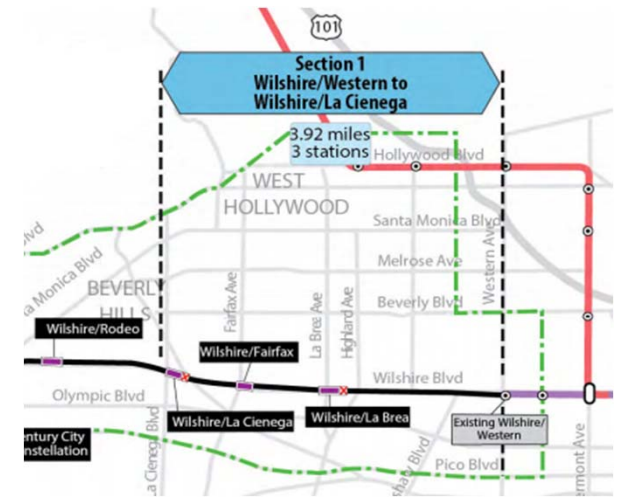 101
Section 1
Wilshire/Western to
Wilshire/La Cienega
3.92 miles
3 stations
Hollywood Blvd
WEST
HOLLYWOOD
Santa Monica Blvd
lvd
a Monica Blvd
Melrose Ave
Western Ave
BEVERLY
HILLS
Fairfax Ave
La Brea Ave
Highland Ave
Beverly Blvd
Wilshire/Rodeo
Wilshire/Fairfax
Wilshire Blvd
Olympic Blvd
Wilshire/La Cienega
Wilshire/La Brea
Existing Wilshire/
Western
entury City
nstellation
a Cienega Blvd
shaw Blvd
Pico Blvd
ermont Ave